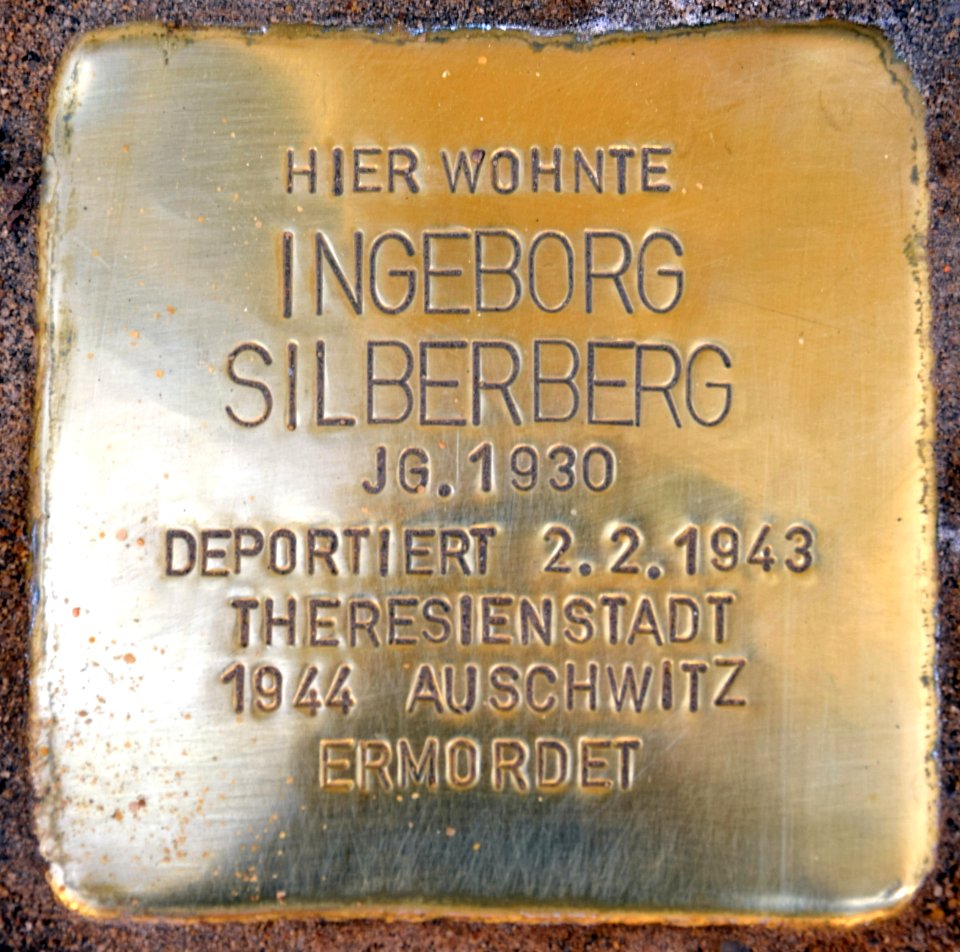 HIER WOHNTE
INGEBORG
SILBERBERG
JG. 1930
DEPORTIERT 2.2.1943
THERESIENSTADT
1944 AUSCHWITZ
ERMORDET